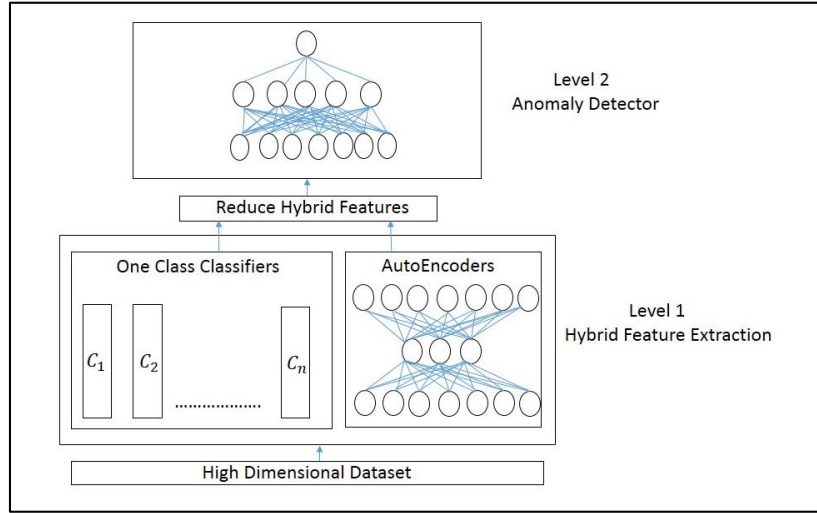 Level 2
Anomaly Detector
Reduce Hybrid Features
One Class Classifiers
AutoEncoders
Level 1
Hybrid Feature Extraction
C₁ C₂ ................... Cₙ
High Dimensional Dataset